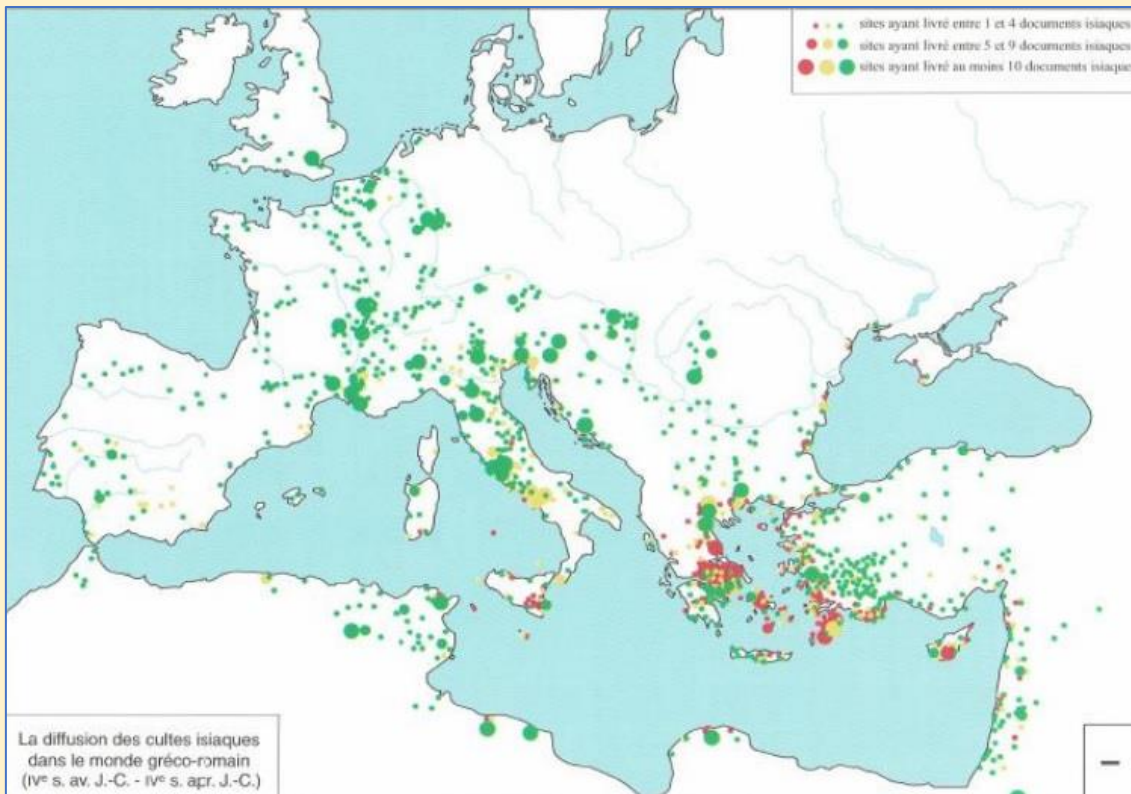 sites ayant livré entre 1 et 4 documents isiaques
sites ayant livré entre 5 et 9 documents isiaques
sites ayant livré au moins 10 documents isiaque
La diffusion des cultes isiaques
dans le monde gréco-romain
(IVᵉ s. av. J.-C. - IVᵉ s. apr. J.-C.)